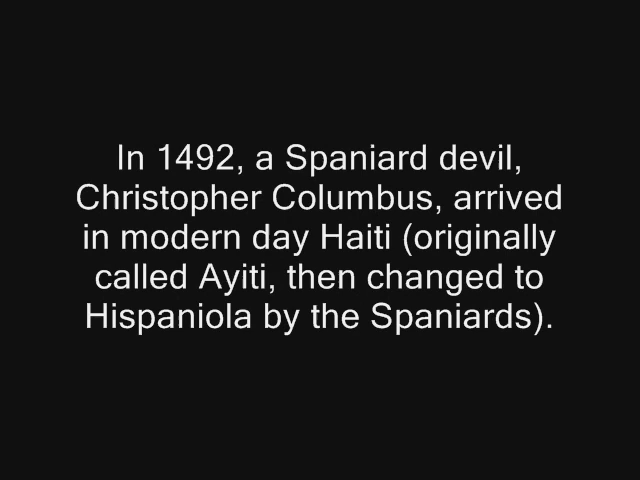 In 1492, a Spaniard devil,
Christopher Columbus, arrived
in modern day Haiti (originally
called Ayiti, then changed to
Hispaniola by the Spaniards).